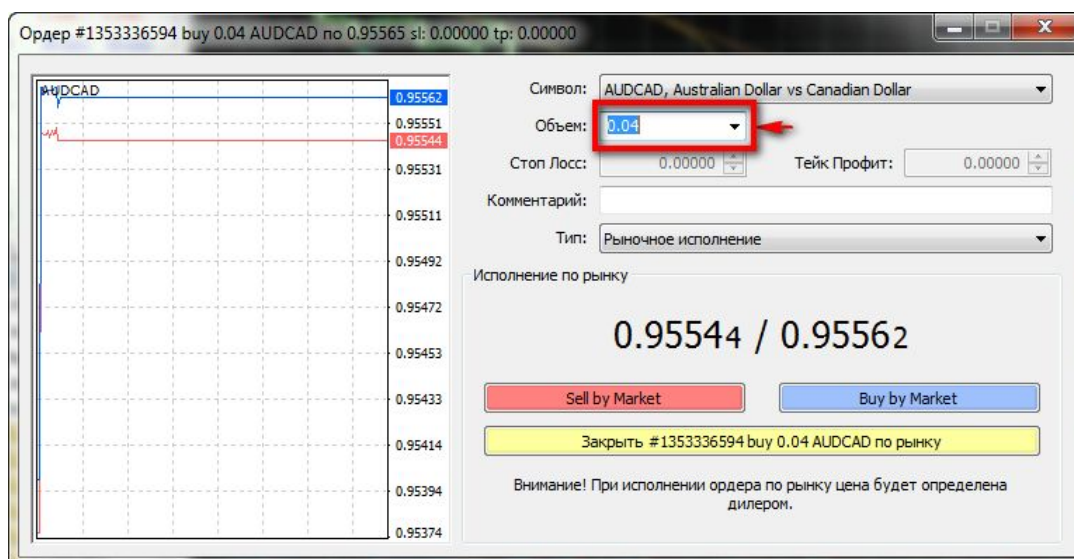 Ордер #1353336594 buy 0.04 AUDCAD по 0.95565 sl: 0.00000 tp: 0.00000
AUDCAD
0.95562
0.95551
0.95544
0.95531
0.95511
0.95492
0.95472
0.95453
0.95433
0.95414
0.95394
0.95374
Символ: AUDCAD, Australian Dollar vs Canadian Dollar
Объем: 0.04
Стоп Лосс: 0.00000 Тейк Профит: 0.00000
Комментарий:
Тип: Рыночное исполнение
Исполнение по рынку
0.95544 / 0.95562
Sell by Market Buy by Market
Закрыть #1353336594 buy 0.04 AUDCAD по рынку
Внимание! При исполнении ордера по рынку цена будет определена
дилером.